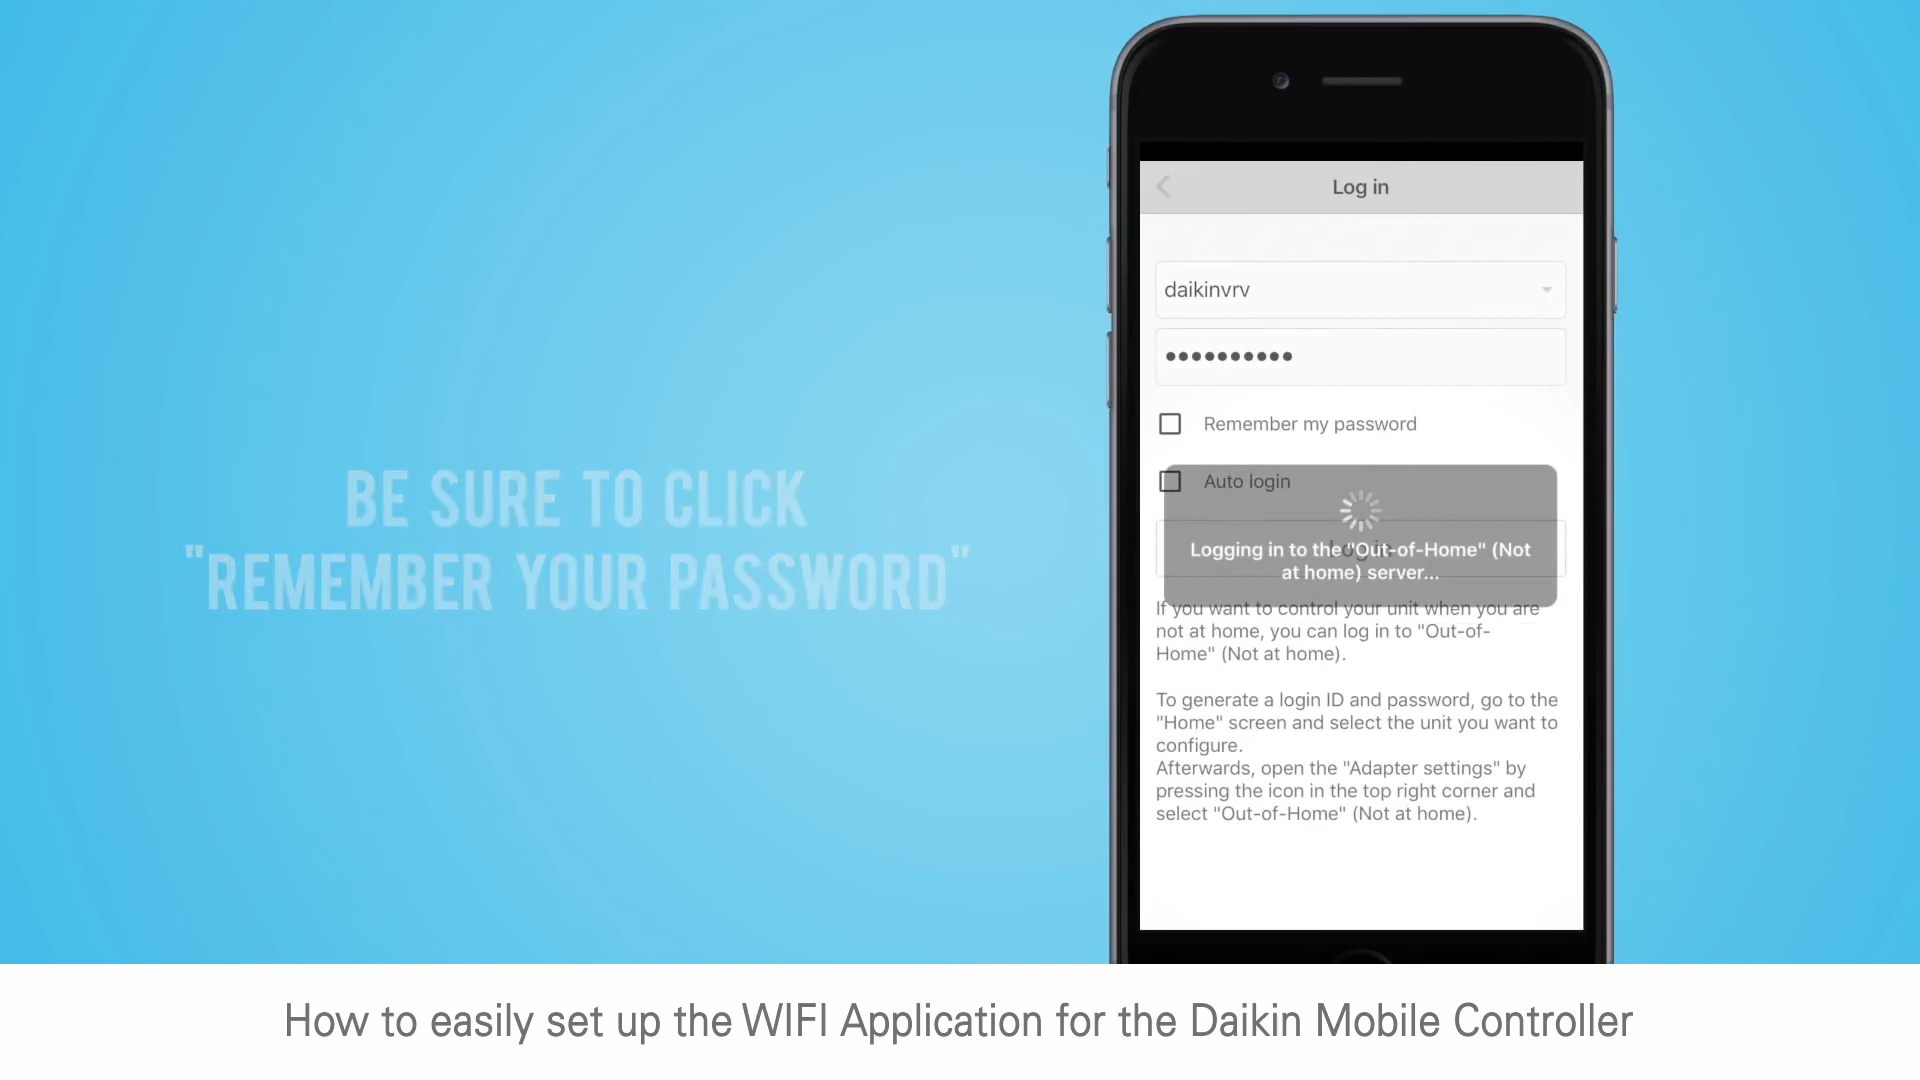 BE SURE TO CLICK
"REMEMBER YOUR PASSWORD"
Log in
daikinvrv
••••••••••
Remember my password
Auto login
Log in
Logging in to the "Out-of-Home" (Not
at home) server...
If you want to control your unit when you are
not at home, you can log in to "Out-of-
Home" (Not at home).
To generate a login ID and password, go to the
"Home" screen and select the unit you want to
configure.
Afterwards, open the "Adapter settings" by
pressing the icon in the top right corner and
select "Out-of-Home" (Not at home).
How to easily set up the WIFI Application for the Daikin Mobile Controller